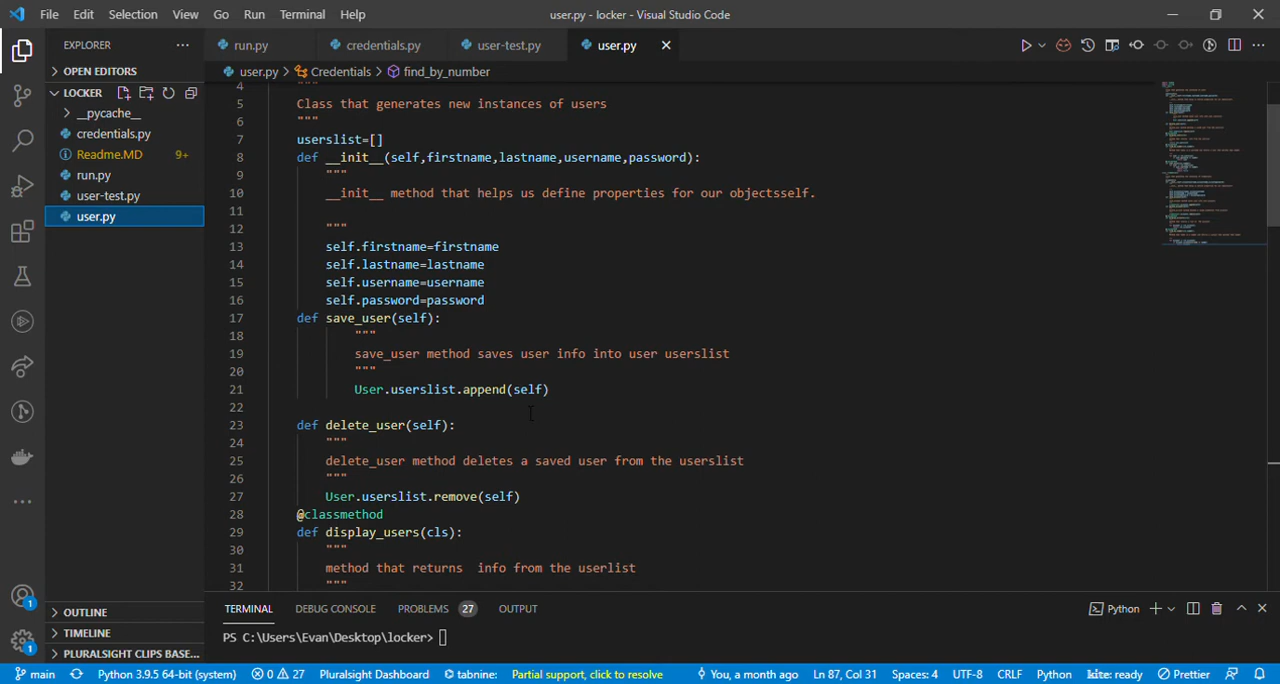 File Edit Selection View Go Run Terminal Help user.py - locker - Visual Studio Code
EXPLORER
run.py credentials.py user-test.py user.py
OPEN EDITORS
user.py > Credentials > find_by_number
LOCKER
__pycache__
credentials.py
Readme.MD 9+
run.py
user-test.py
user.py
4 """
5 Class that generates new instances of users
6 """
7 userslist=[]
8 def __init__(self,firstname,lastname,username,password):
9 """
10 __init__ method that helps us define properties for our objectsself.
11
12 """
13 self.firstname=firstname
14 self.lastname=lastname
15 self.username=username
16 self.password=password
17 def save_user(self):
18 """
19 save_user method saves user info into user userslist
20 """
21 User.userslist.append(self)
22
23 def delete_user(self):
24 """
25 delete_user method deletes a saved user from the userslist
26 """
27 User.userslist.remove(self)
28 @classmethod
29 def display_users(cls):
30 """
31 method that returns  info from the userlist
32 """
OUTLINE
TIMELINE
PLURALSIGHT CLIPS BASE...
1
1
TERMINAL DEBUG CONSOLE PROBLEMS 27 OUTPUT Python
PS C:\Users\Evan\Desktop\locker>
main Python 3.9.5 64-bit (system) 0 27 Pluralsight Dashboard tabnine: Partial support, click to resolve You, a month ago Ln 87, Col 31 Spaces: 4 UTF-8 CRLF Python kite: ready Prettier